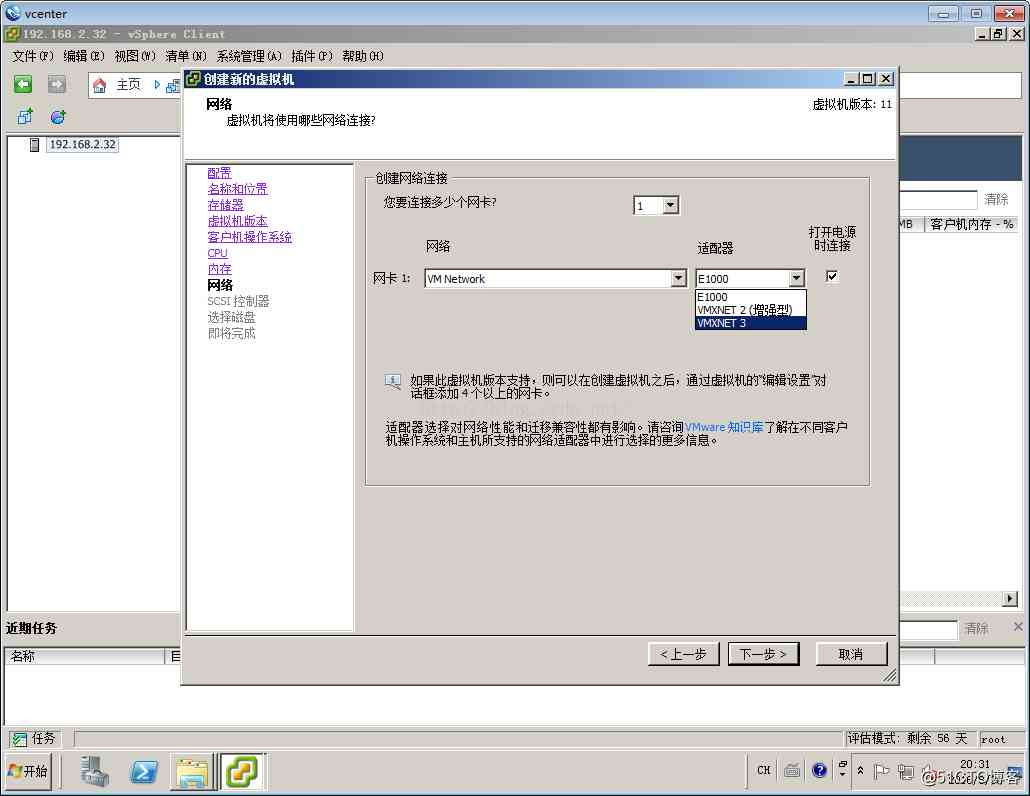 vcenter
192.168.2.32 - vSphere Client
文件(F) 编辑(E) 视图(V) 清单(N) 系统管理(A) 插件(P) 帮助(H)
主页
创建新的虚拟机
网络
虚拟机将使用哪些网络连接?
虚拟机版本: 11
192.168.2.32
配置
名称和位置
存储器
虚拟机版本
客户机操作系统
CPU
内存
网络
SCSI 控制器
选择磁盘
即将完成
创建网络连接
您要连接多少个网卡?
1
网络
适配器
打开电源
时连接
网卡 1:
VM Network
E1000
E1000
VMXNET 2 (增强型)
VMXNET 3
如果此虚拟机版本支持，则可以在创建虚拟机之后，通过虚拟机的"编辑设置"对
话框添加 4 个以上的网卡。
适配器选择对网络性能和迁移兼容性都有影响。请咨询VMware 知识库了解在不同客户
机操作系统和主机所支持的网络适配器中进行选择的更多信息。
清除
MB
客户机内存 - %
< 上一步
下一步 >
取消
近期任务
清除
名称
目
任务
评估模式: 剩余 56 天
root
开始
CH
20:31
@51CTO博客